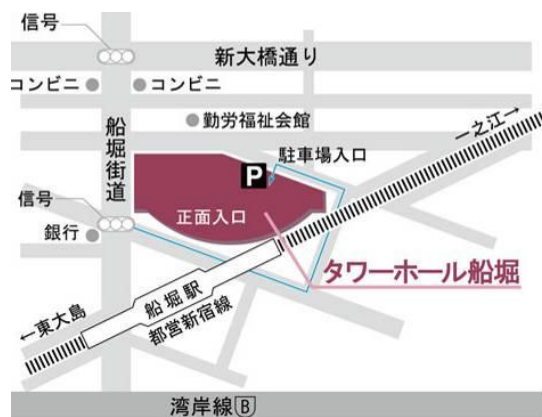 信号
新大橋通り
コンビニ
コンビニ
勤労福祉会館
一之江→
船堀街道
駐車場入口
P
信号
正面入口
銀行
タワーホール船堀
船堀駅
都営新宿線
←東大島
湾岸線 B